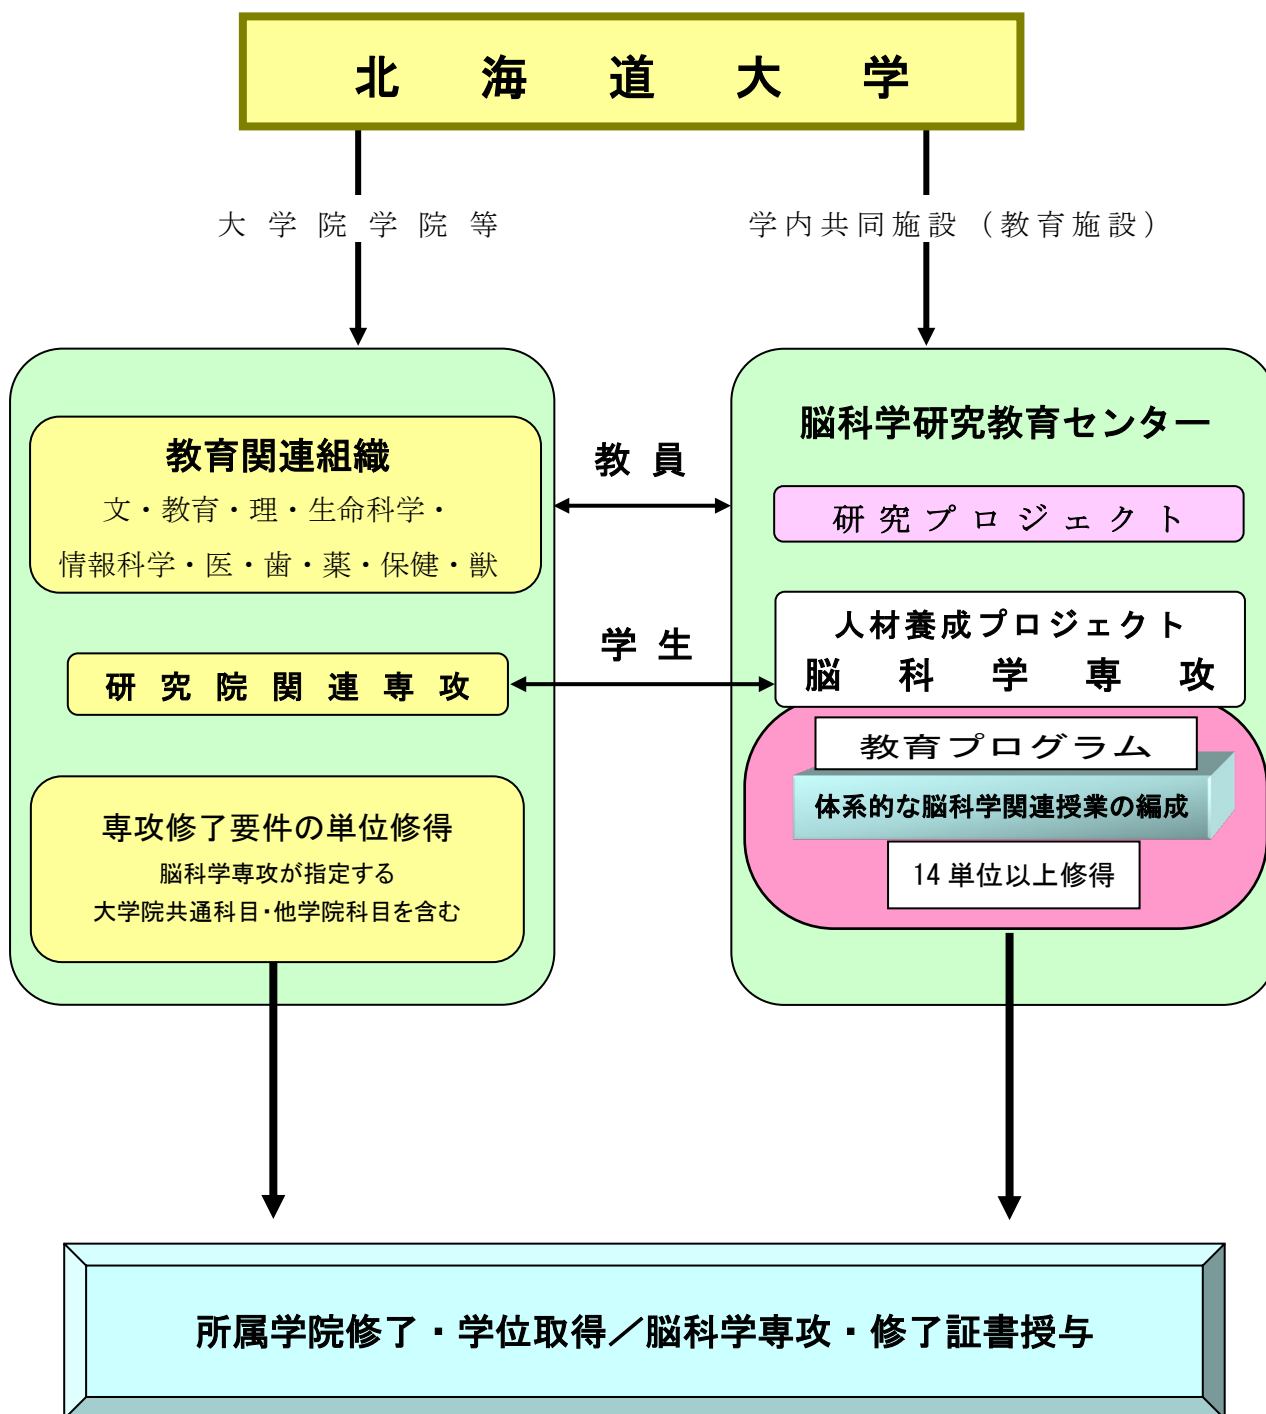 北海道大学
大学院学院等
学内共同施設（教育施設）
教育関連組織
文・教育・理・生命科学・
情報科学・医・歯・薬・保健・獣
研究院関連専攻
専攻修了要件の単位修得
脳科学専攻が指定する
大学院共通科目・他学院科目を含む
教員
学生
脳科学研究教育センター
研究プロジェクト
人材養成プロジェクト
脳科学専攻
教育プログラム
体系的な脳科学関連授業の編成
14単位以上修得
所属学院修了・学位取得／脳科学専攻・修了証書授与